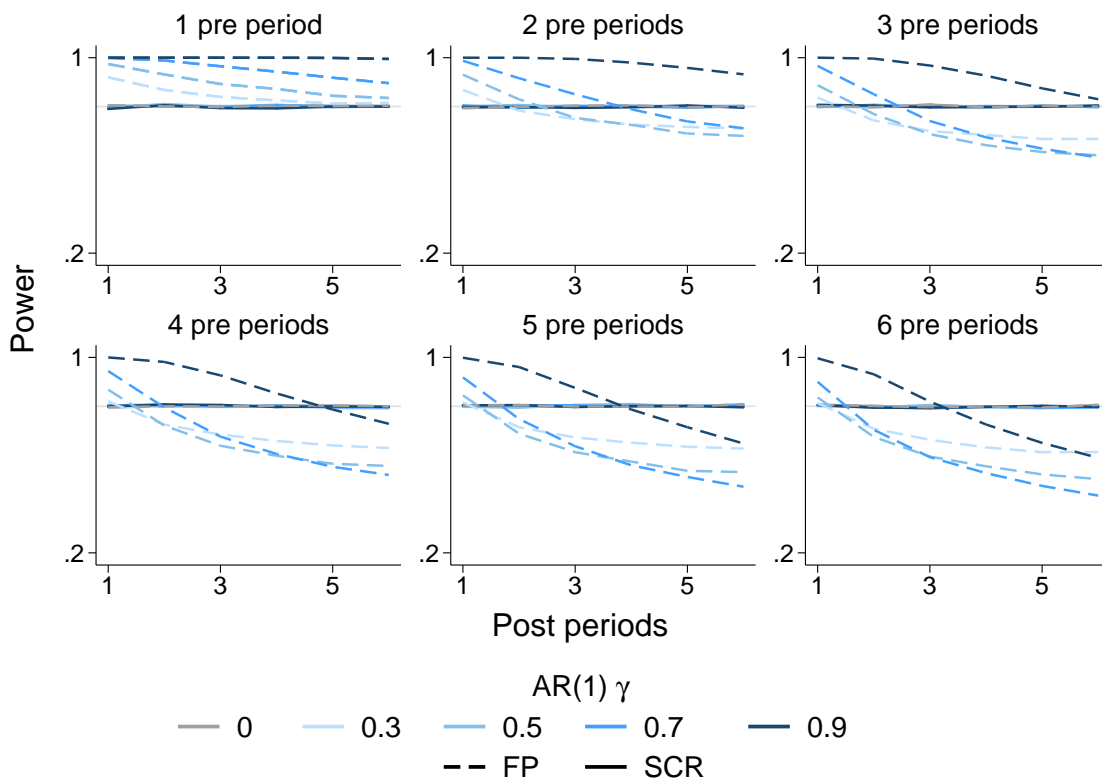 1 pre period
2 pre periods
3 pre periods
1
.2
1 3 5
1
.2
1 3 5
1
.2
1 3 5
Power
4 pre periods
5 pre periods
6 pre periods
1
.2
1 3 5
1
.2
1 3 5
1
.2
1 3 5
Post periods
AR(1) γ
0 0.3 0.5 0.7 0.9
FP SCR